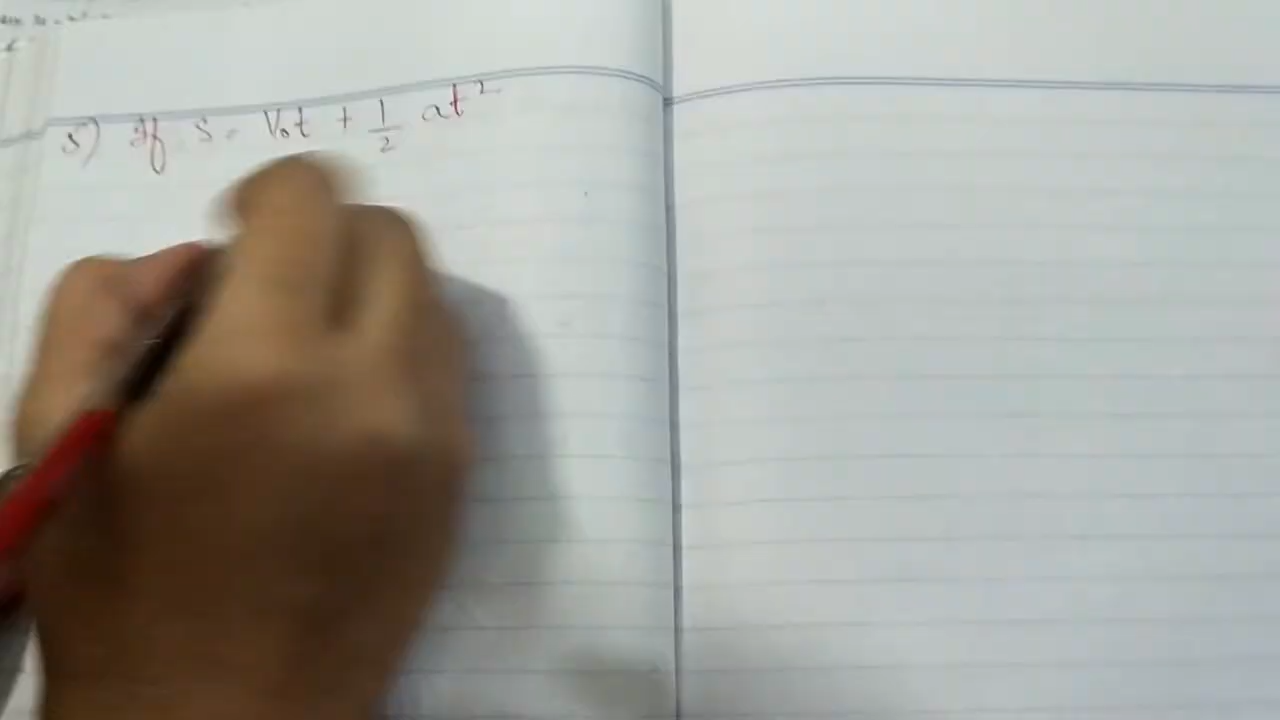 5) If S = V₀t + 1/2 at²